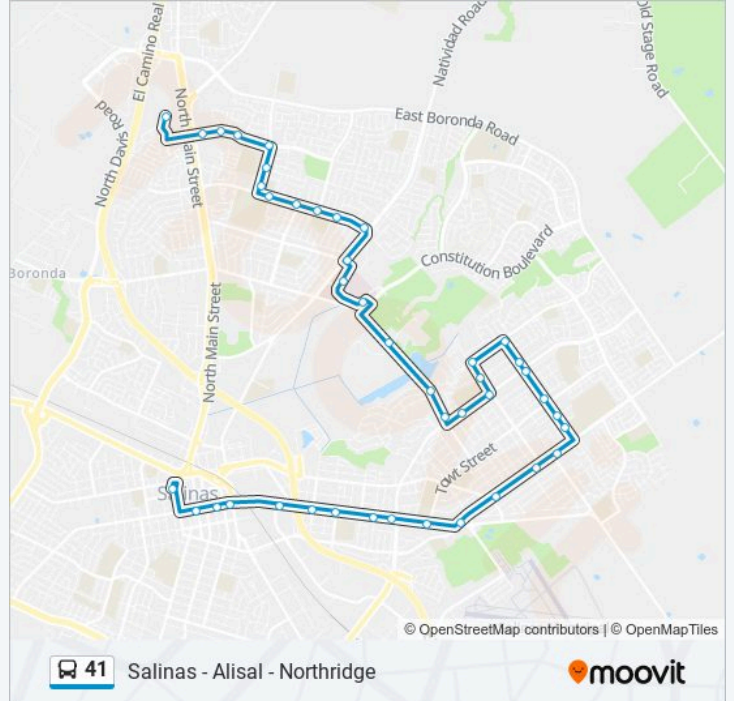 El Camino Real
Natividad Road
Old Stage Road
North Davis Road
North Main Street
East Boronda Road
Constitution Boulevard
Boronda
North Main Street
Towt Street
Salinas
© OpenStreetMap contributors | © OpenMapTiles
41 Salinas - Alisal - Northridge
moovit